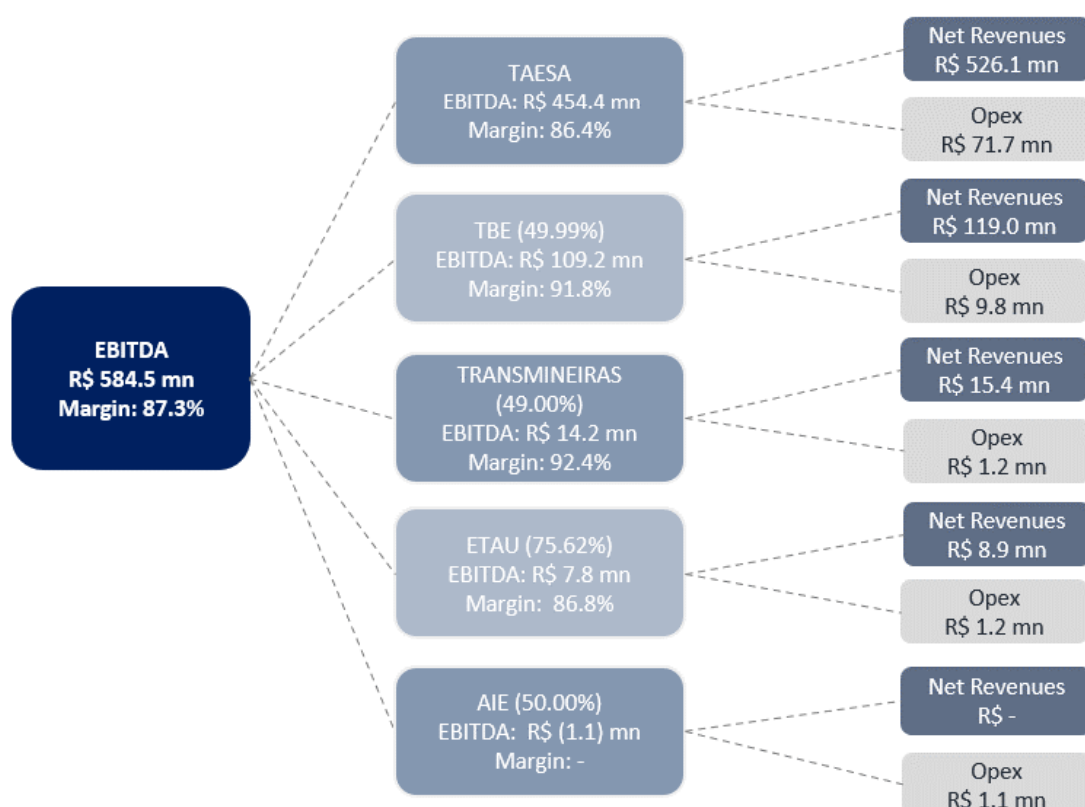 EBITDA
R$ 584.5 mn
Margin: 87.3%
TAESA
EBITDA: R$ 454.4 mn
Margin: 86.4%
Net Revenues
R$ 526.1 mn
Opex
R$ 71.7 mn
TBE (49.99%)
EBITDA: R$ 109.2 mn
Margin: 91.8%
Net Revenues
R$ 119.0 mn
Opex
R$ 9.8 mn
TRANSMINEIRAS
(49.00%)
EBITDA: R$ 14.2 mn
Margin: 92.4%
Net Revenues
R$ 15.4 mn
Opex
R$ 1.2 mn
ETAU (75.62%)
EBITDA: R$ 7.8 mn
Margin: 86.8%
Net Revenues
R$ 8.9 mn
Opex
R$ 1.2 mn
AIE (50.00%)
EBITDA: R$ (1.1) mn
Margin: -
Net Revenues
R$ -
Opex
R$ 1.1 mn